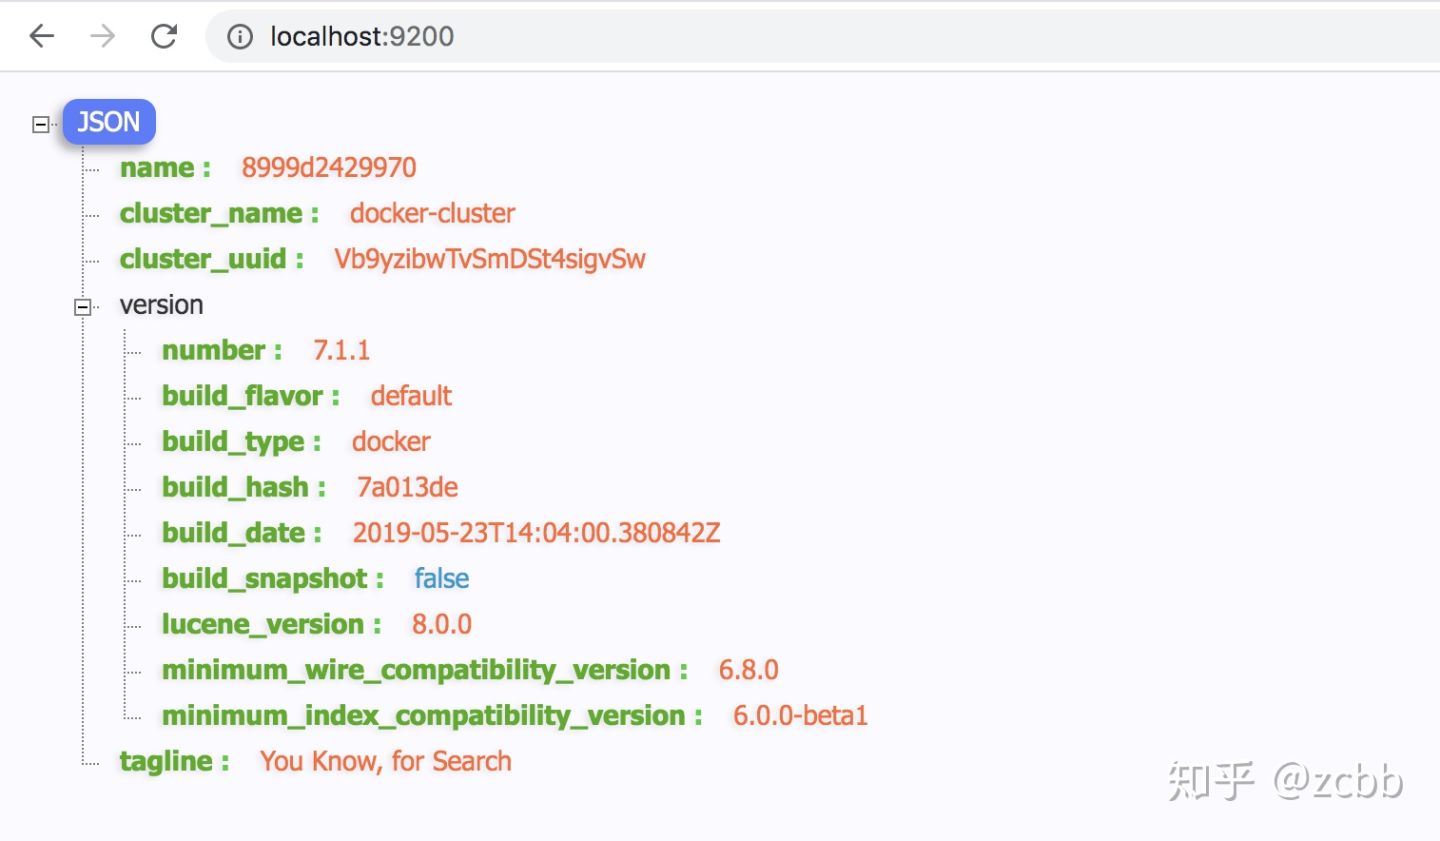 localhost:9200
JSON
name : 8999d2429970
cluster_name : docker-cluster
cluster_uuid : Vb9yzibwTvSmDSt4sigvSw
version
number : 7.1.1
build_flavor : default
build_type : docker
build_hash : 7a013de
build_date : 2019-05-23T14:04:00.380842Z
build_snapshot : false
lucene_version : 8.0.0
minimum_wire_compatibility_version : 6.8.0
minimum_index_compatibility_version : 6.0.0-beta1
tagline : You Know, for Search
知乎 @zcbb